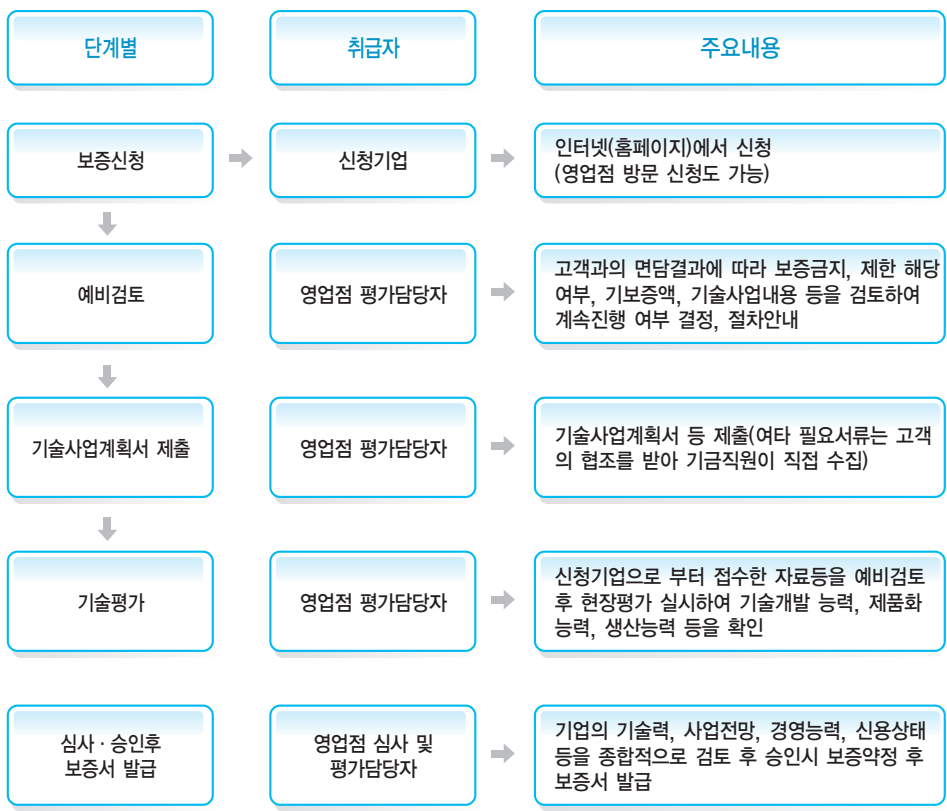 단계별
취급자
주요내용
보증신청
신청기업
인터넷(홈페이지)에서 신청
(영업점 방문 신청도 가능)
예비검토
영업점 평가담당자
고객과의 면담결과에 따라 보증금지, 제한 해당
여부, 기보증액, 기술사업내용 등을 검토하여
계속진행 여부 결정, 절차안내
기술사업계획서 제출
영업점 평가담당자
기술사업계획서 등 제출(여타 필요서류는 고객
의 협조를 받아 기금직원이 직접 수집)
기술평가
영업점 평가담당자
신청기업으로 부터 접수한 자료등을 예비검토
후 현장평가 실시하여 기술개발 능력, 제품화
능력, 생산능력 등을 확인
심사 · 승인후
보증서 발급
영업점 심사 및
평가담당자
기업의 기술력, 사업전망, 경영능력, 신용상태
등을 종합적으로 검토 후 승인시 보증약정 후
보증서 발급